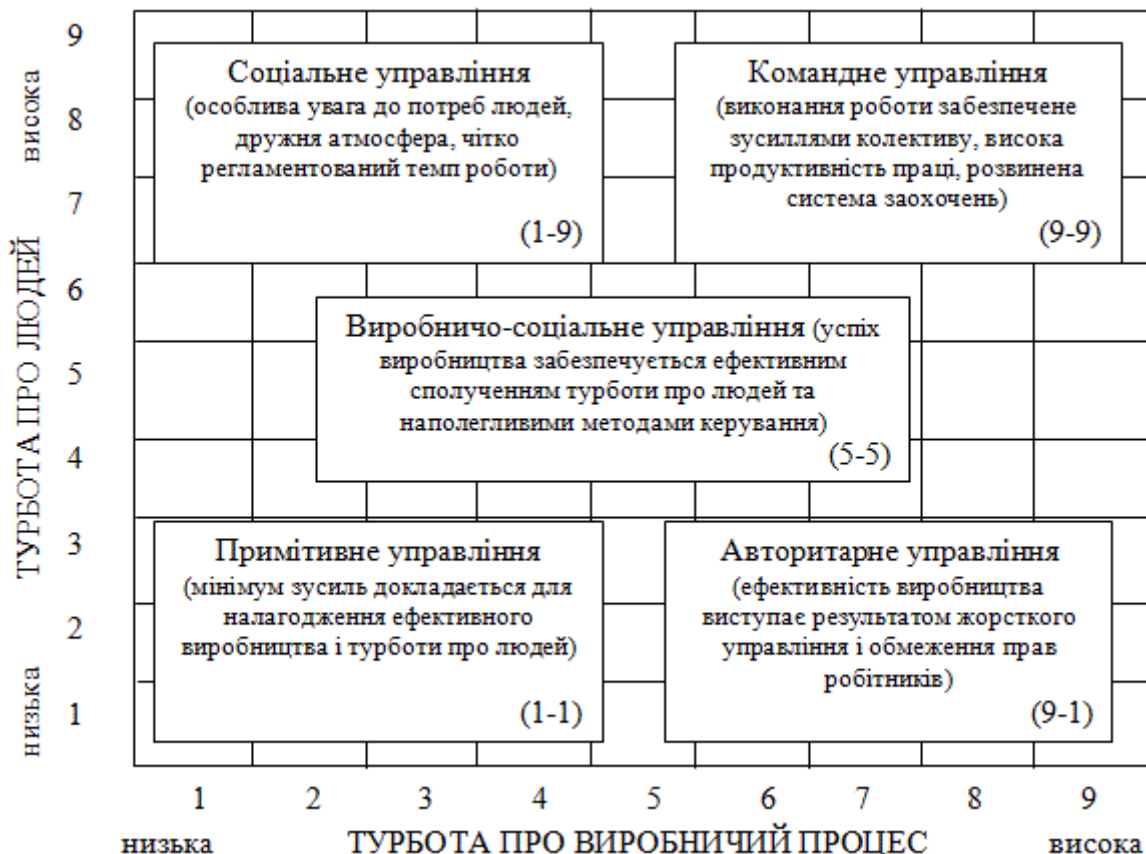 9
висока
8
7
6
ТУРБОТА ПРО ЛЮДЕЙ
5
4
3
2
низька
1
Соціальне управління
(особлива увага до потреб людей,
дружня атмосфера, чітко
регламентований темп роботи)
(1-9)
Командне управління
(виконання роботи забезпечене
зусиллями колективу, висока
продуктивність праці, розвинена
система заохочень)
(9-9)
Виробничо-соціальне управління (успіх
виробництва забезпечується ефективним
сполученням турботи про людей та
наполегливими методами керування)
(5-5)
Примітивне управління
(мінімум зусиль докладається для
налагодження ефективного
виробництва і турботи про людей)
(1-1)
Авторитарне управління
(ефективність виробництва
виступає результатом жорсткого
управління і обмеження прав
робітників)
(9-1)
1 2 3 4 5 6 7 8 9
низька ТУРБОТА ПРО ВИРОБНИЧИЙ ПРОЦЕС висока